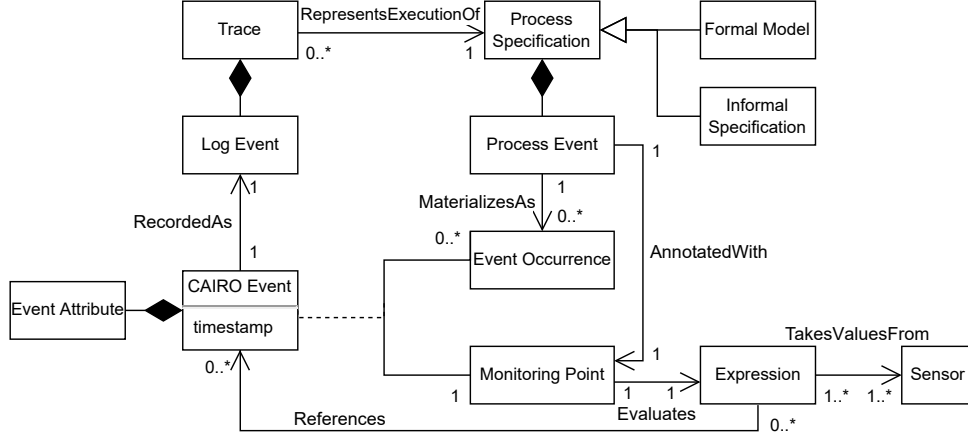 RepresentsExecutionOf
Trace
0..*
1
Process
Specification
Formal Model
Informal
Specification
Log Event
Process Event
1
1
1
MaterializesAs
0..*
RecordedAs
0..*
1
Event Occurrence
AnnotatedWith
CAIRO Event
Event Attribute
timestamp
TakesValuesFrom
0..*
1
Monitoring Point
Expression
Sensor
1
1
1
1..*
1..*
Evaluates
References
0..*